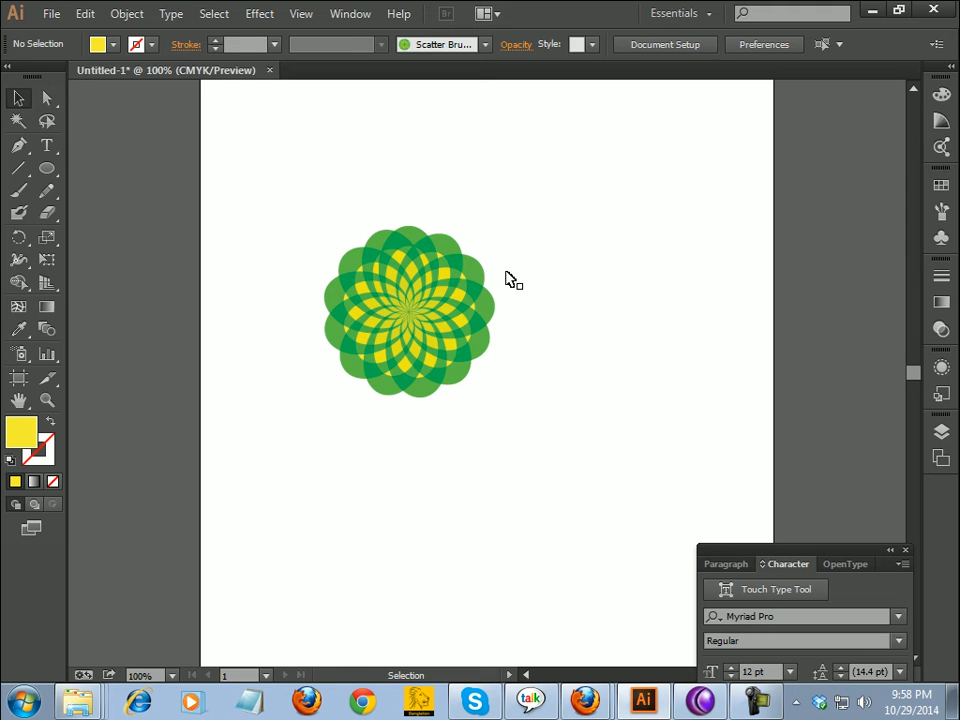 Ai File Edit Object Type Select Effect View Window Help Br Essentials
No Selection Stroke: Scatter Bru... Opacity Style: Document Setup Preferences
Untitled-1* @ 100% (CMYK/Preview) ×
T
Paragraph Character OpenType
Touch Type Tool
Myriad Pro
Regular
12 pt (14.4 pt)
100% 1 Selection
talk Ai 9:58 PM
10/29/2014